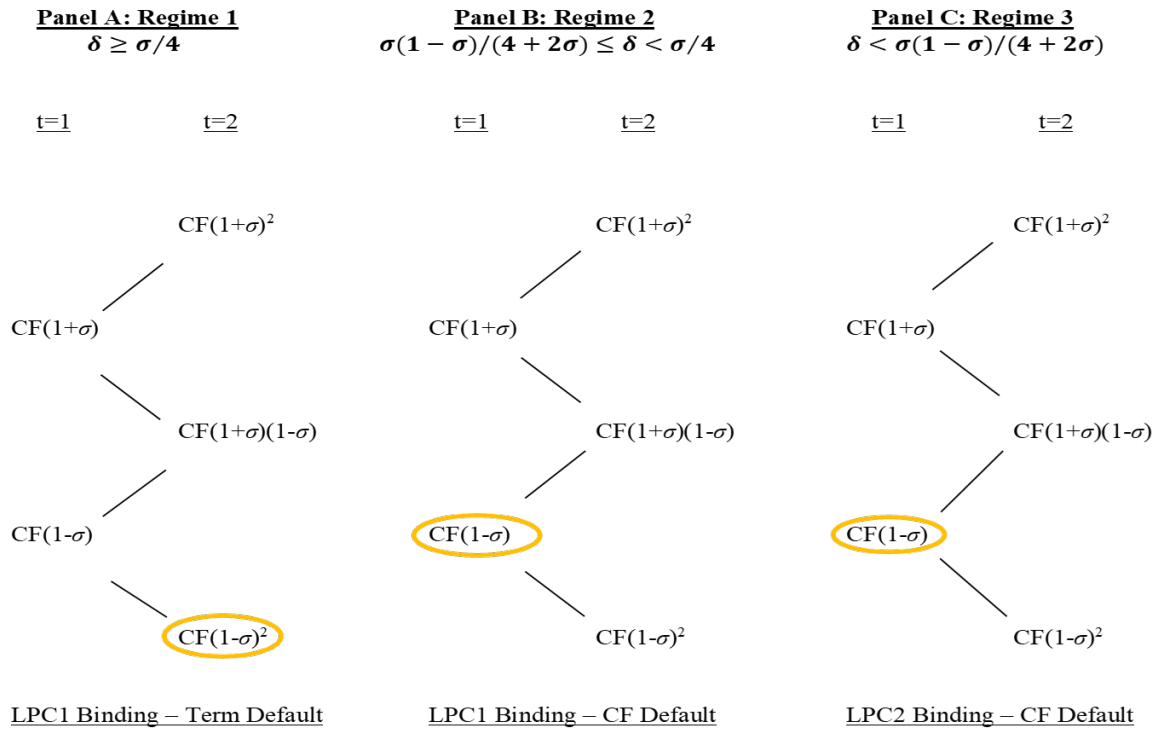 Panel A: Regime 1
δ ≥ σ/4
t=1 t=2
CF(1+σ)²
CF(1+σ)
CF(1+σ)(1-σ)
CF(1-σ)
CF(1-σ)²
LPC1 Binding – Term Default
Panel B: Regime 2
σ(1 − σ)/(4 + 2σ) ≤ δ < σ/4
t=1 t=2
CF(1+σ)²
CF(1+σ)
CF(1+σ)(1-σ)
CF(1-σ)
CF(1-σ)²
LPC1 Binding – CF Default
Panel C: Regime 3
δ < σ(1 − σ)/(4 + 2σ)
t=1 t=2
CF(1+σ)²
CF(1+σ)
CF(1+σ)(1-σ)
CF(1-σ)
CF(1-σ)²
LPC2 Binding – CF Default